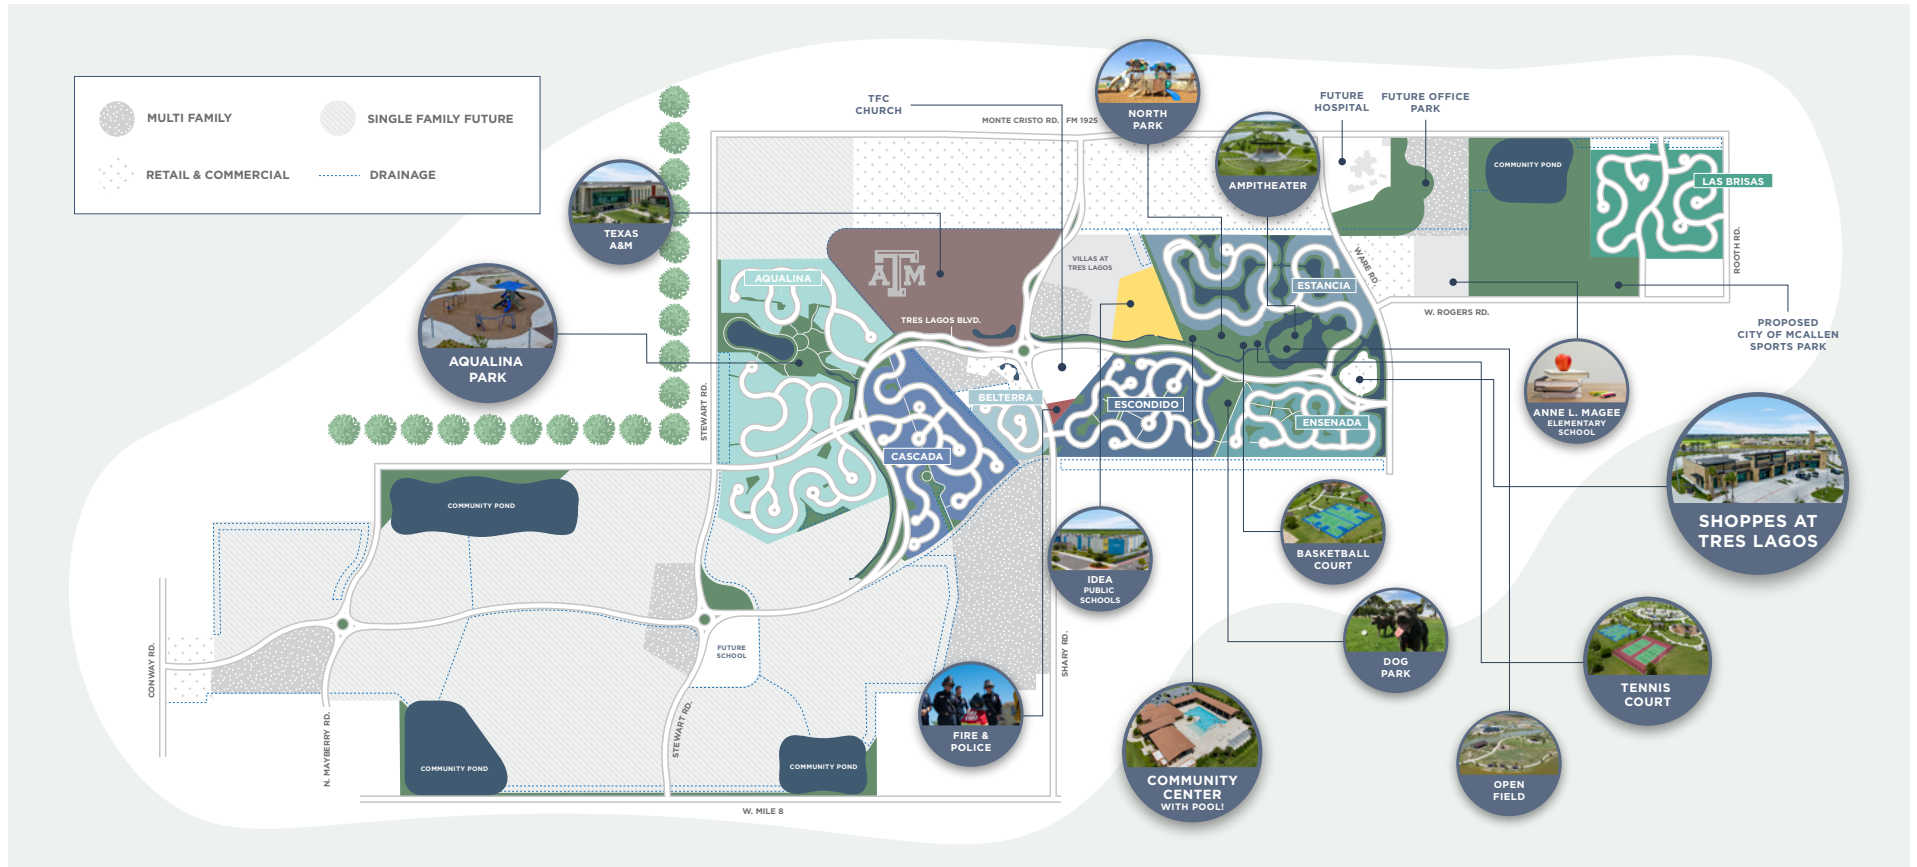 MULTI FAMILY
SINGLE FAMILY FUTURE
RETAIL & COMMERCIAL
DRAINAGE
TFC
CHURCH
MONTE CRISTO RD.
FM 1925
NORTH
PARK
AMPITHEATER
FUTURE
HOSPITAL
FUTURE OFFICE
PARK
COMMUNITY POND
LAS BRISAS
ROOTH RD.
TEXAS
A&M
AQUALINA
ATM
VILLAS AT
TRES LAGOS
WARE RD.
ESTANCIA
W. ROGERS RD.
PROPOSED
CITY OF MCALLEN
SPORTS PARK
TRES LAGOS BLVD.
AQUALINA
PARK
STEWART RD.
BELTERRA
ESCONDIDO
ENSENADA
CASCADA
ANNE L. MAGEE
ELEMENTARY
SCHOOL
SHOPPES AT
TRES LAGOS
COMMUNITY POND
BASKETBALL
COURT
IDEA
PUBLIC
SCHOOLS
DOG
PARK
TENNIS
COURT
CONWAY RD.
N. MAYBERRY RD.
FUTURE
SCHOOL
STEWART RD.
SHARY RD.
FIRE &
POLICE
COMMUNITY
CENTER
WITH POOL!
OPEN
FIELD
COMMUNITY POND
COMMUNITY POND
W. MILE 8